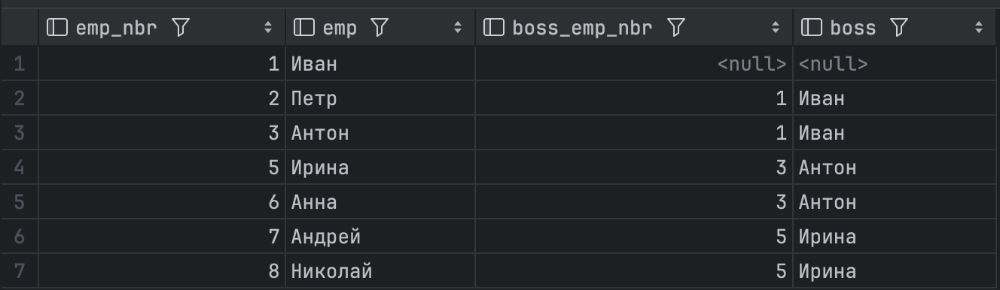 emp_nbr emp boss_emp_nbr boss
1 1 Иван <null> <null>
2 2 Петр 1 Иван
3 3 Антон 1 Иван
4 5 Ирина 3 Антон
5 6 Анна 3 Антон
6 7 Андрей 5 Ирина
7 8 Николай 5 Ирина